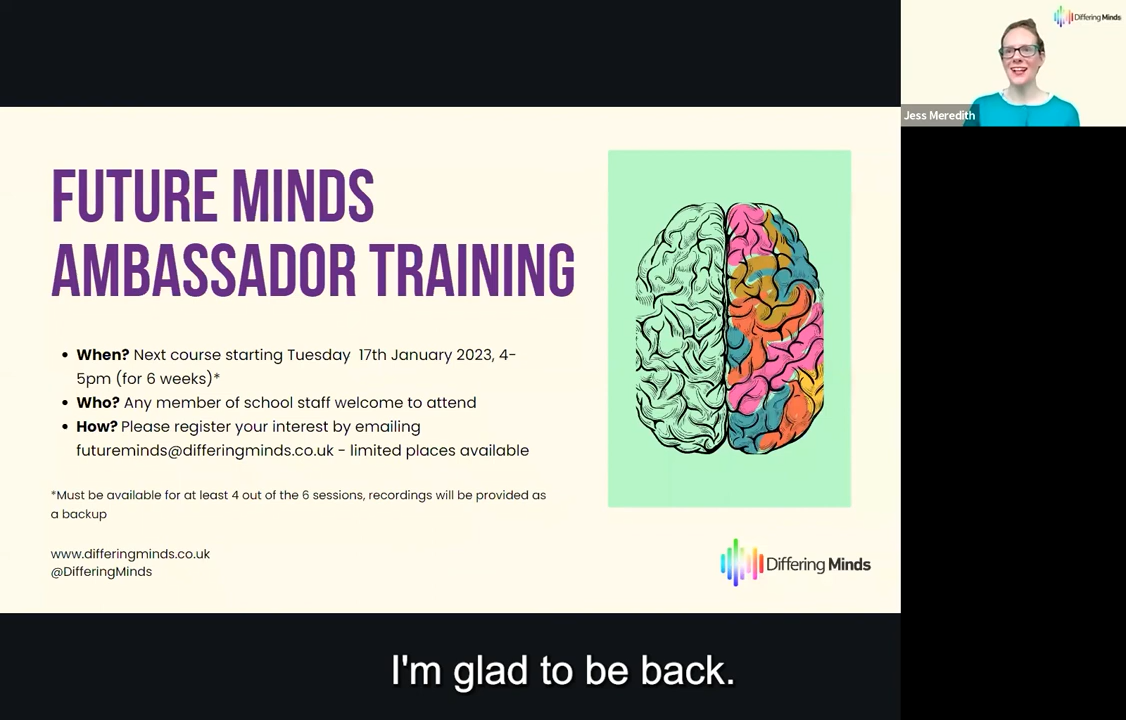 Differing Minds
Jess Meredith
FUTURE MINDS
AMBASSADOR TRAINING
• When? Next course starting Tuesday 17th January 2023, 4-
5pm (for 6 weeks)*
• Who? Any member of school staff welcome to attend
• How? Please register your interest by emailing
futureminds@differingminds.co.uk - limited places available
*Must be available for at least 4 out of the 6 sessions, recordings will be provided as
a backup
www.differingminds.co.uk
@DifferingMinds
Differing Minds
I'm glad to be back.